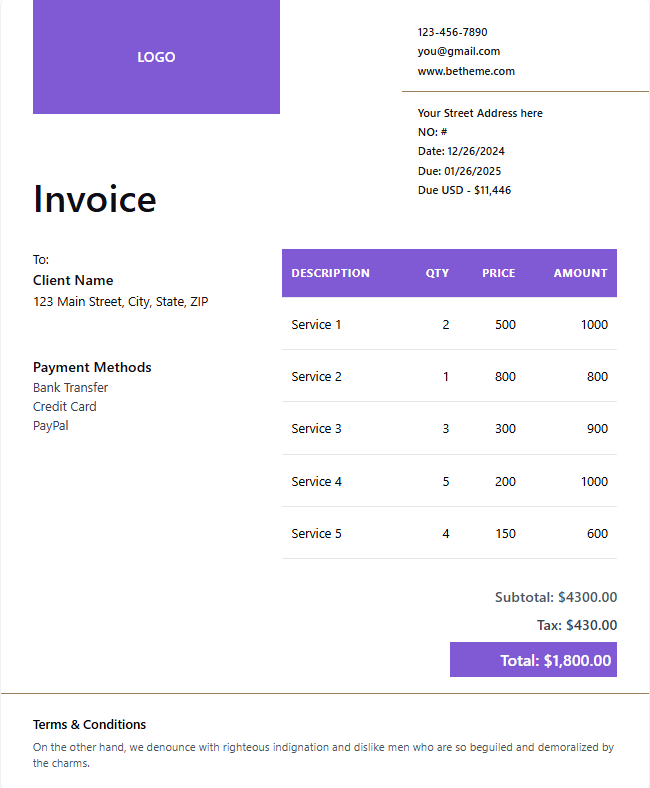 LOGO
123-456-7890
you@gmail.com
www.betheme.com
Your Street Address here
NO: #
Date: 12/26/2024
Due: 01/26/2025
Due USD - $11,446
Invoice
To:
Client Name
123 Main Street, City, State, ZIP
Payment Methods
Bank Transfer
Credit Card
PayPal
DESCRIPTION QTY PRICE AMOUNT
Service 1 2 500 1000
Service 2 1 800 800
Service 3 3 300 900
Service 4 5 200 1000
Service 5 4 150 600
Subtotal: $4300.00
Tax: $430.00
Total: $1,800.00
Terms & Conditions
On the other hand, we denounce with righteous indignation and dislike men who are so beguiled and demoralized by
the charms.